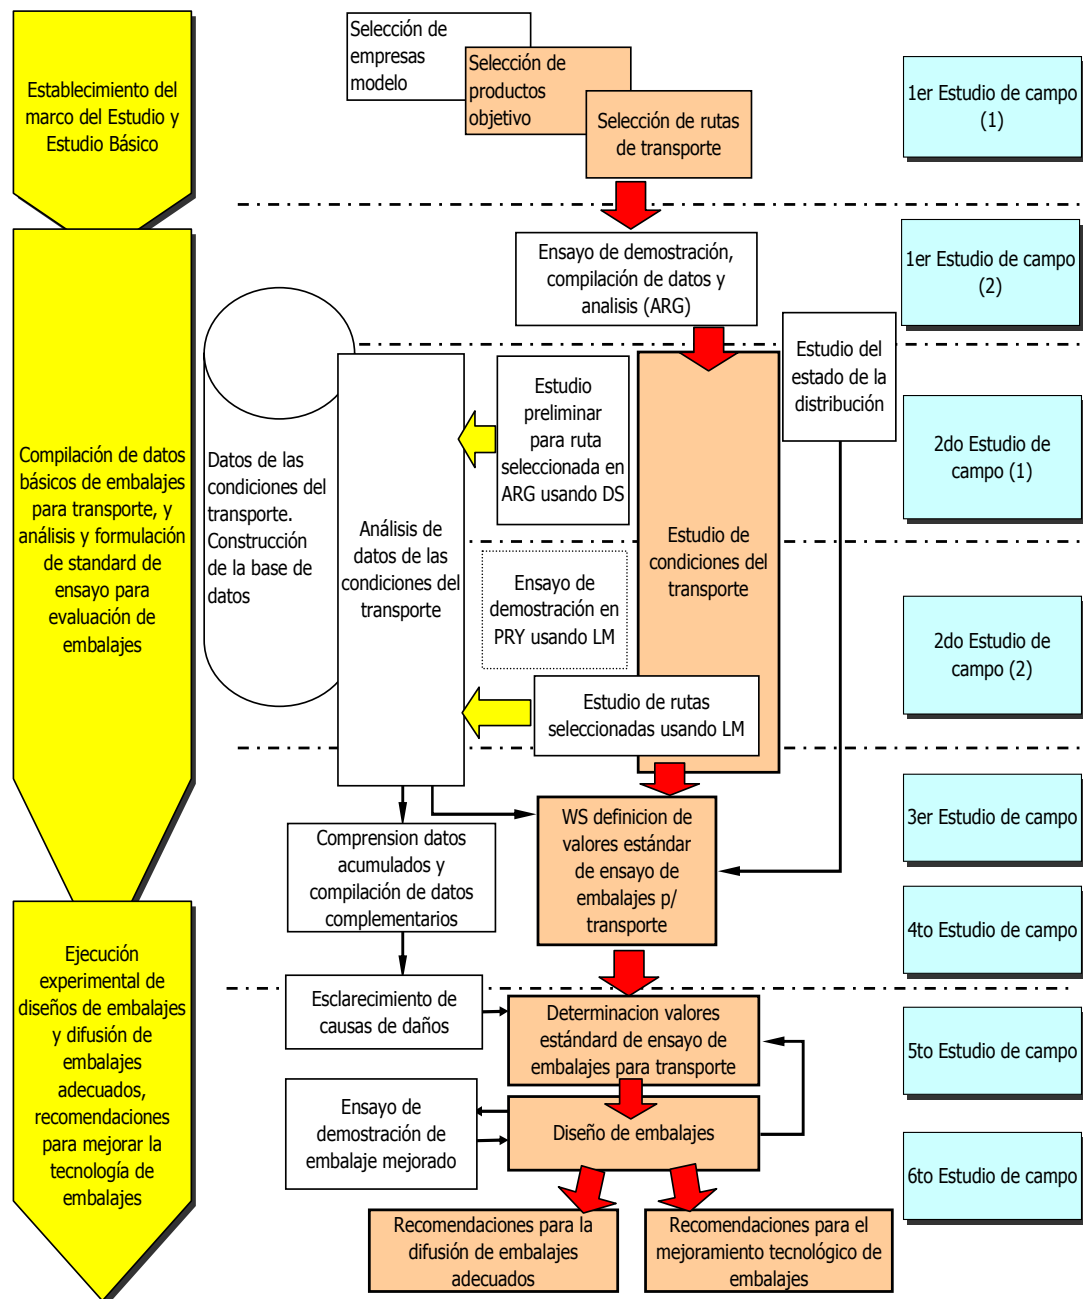 Establecimiento del
marco del Estudio y
Estudio Básico
Selección de
empresas
modelo
Selección de
productos
objetivo
Selección de rutas
de transporte
1er Estudio de campo
(1)
Ensayo de demostración,
compilación de datos y
analisis (ARG)
1er Estudio de campo
(2)
Compilación de datos
básicos de embalajes
para transporte, y
análisis y formulación
de standard de
ensayo para
evaluación de
embalajes
Datos de las
condiciones del
transporte.
Construcción
de la base de
datos
Análisis de
datos de las
condiciones del
transporte
Estudio
preliminar
para ruta
seleccionada en
ARG usando DS
Estudio de
condiciones del
transporte
Estudio del
estado de la
distribución
2do Estudio de
campo (1)
Ensayo de
demostración en
PRY usando LM
Estudio de rutas
seleccionadas usando LM
2do Estudio de
campo (2)
Comprension datos
acumulados y
compilación de datos
complementarios
WS definicion de
valores estándar
de ensayo de
embalajes p/
transporte
3er Estudio de campo
4to Estudio de campo
Ejecución
experimental de
diseños de embalajes
y difusión de
embalajes
adecuados,
recomendaciones
para mejorar la
tecnología de
embalajes
Esclarecimiento de
causas de daños
Determinacion valores
estándard de ensayo de
embalajes para transporte
5to Estudio de campo
Ensayo de
demostración de
embalaje mejorado
Diseño de embalajes
6to Estudio de campo
Recomendaciones para la
difusión de embalajes
adecuados
Recomendaciones para el
mejoramiento tecnológico de
embalajes